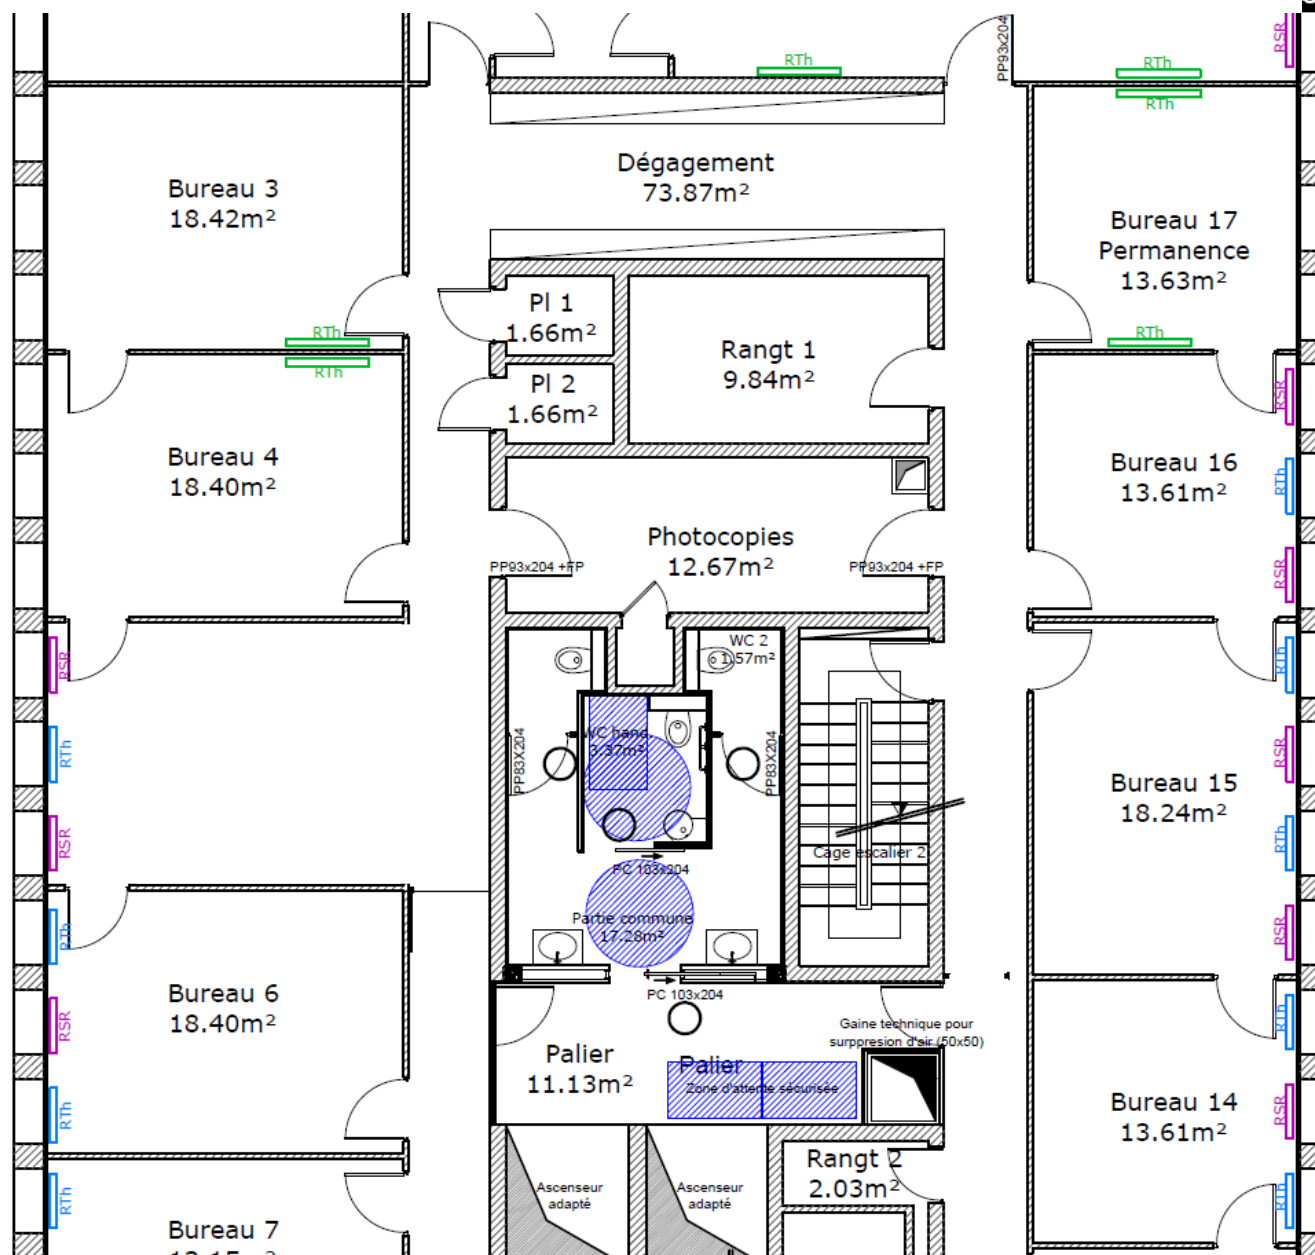 RTh
PP93x204
RSR
RTh
RTh
Dégagement
73.87m²
Bureau 3
18.42m²
Bureau 17
Permanence
13.63m²
Pl 1
1.66m²
RTh
RTh
RTh
Rangt 1
9.84m²
Pl 2
1.66m²
RSR
Bureau 4
18.40m²
Bureau 16
13.61m²
RTh
Photocopies
12.67m²
PP93x204 +FP
PP93x204 +FP
RSR
WC 2
1.57m²
RSR
RTh
RTh
WC hand.
3.37m²
PP83X204
PP83X204
RSR
Bureau 15
18.24m²
RSR
RTh
Cage escalier 2
PC 103x204
Partie commune
17.28m²
RTh
RSR
Bureau 6
18.40m²
PC 103x204
RSR
RTh
Gaine technique pour
surppresion d'air (50x50)
Palier
11.13m²
Palier
Zone d'attente sécurisée
RTh
Bureau 14
13.61m²
RSR
Rangt 2
2.03m²
RTh
Ascenseur
adapté
Ascenseur
adapté
RTh
Bureau 7